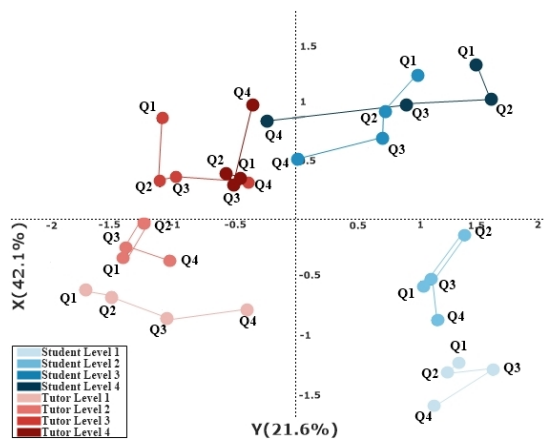 1.5
Q1
Q1
Q4
Q1
1
Q3
Q2
Q4
Q3
Q2
Q1
0.5
Q4
Q2
Q3
Q4
Q3
-2
-1.5
-1
-0.5
1
1.5
2
Q3
Q2
Q2
Q1
Q4
-0.5
Q3
Q1
Q1
Q2
Q4
Q4
Q3
-1
Q1
Q2
Q3
Q4
-1.5
X(42.1%)
Y(21.6%)
Student Level 1
Student Level 2
Student Level 3
Student Level 4
Tutor Level 1
Tutor Level 2
Tutor Level 3
Tutor Level 4